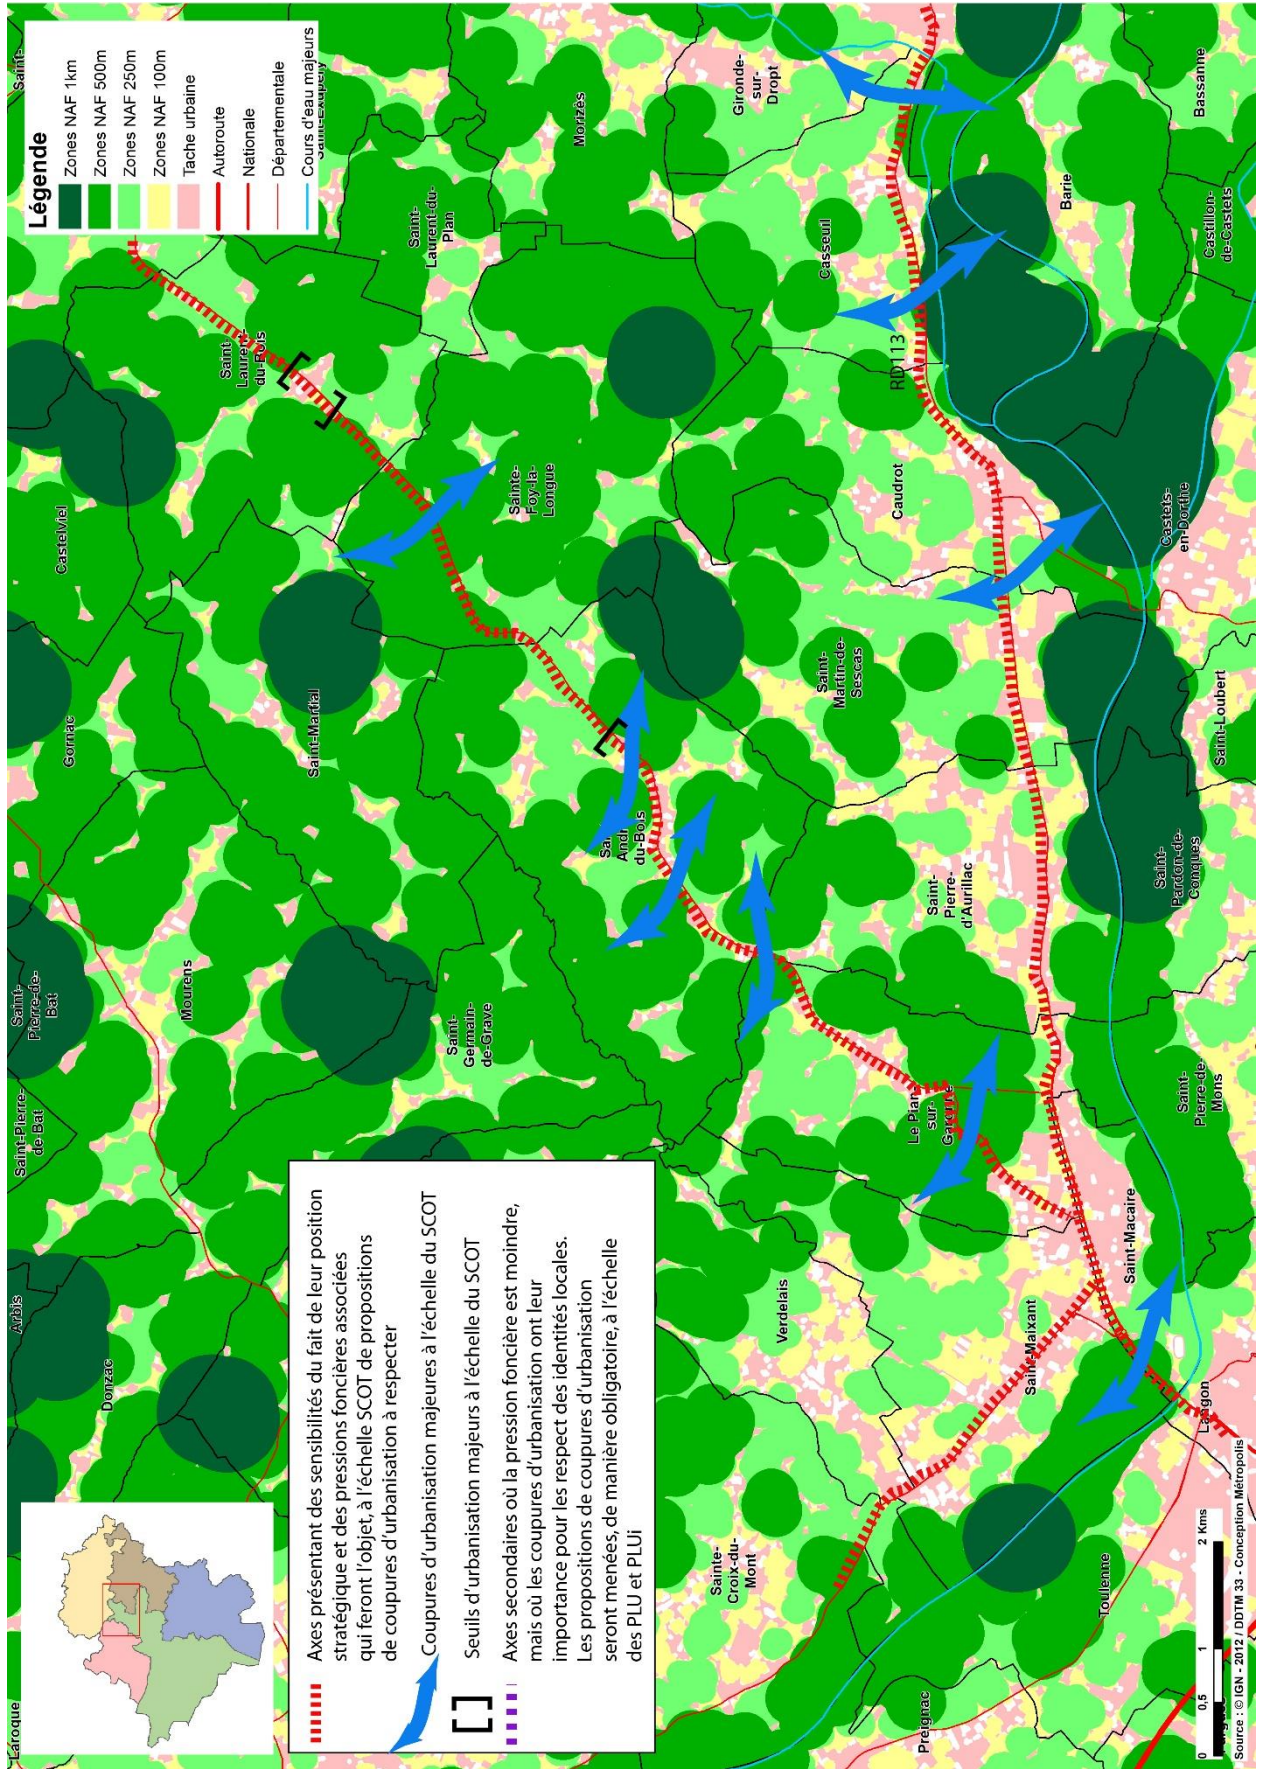 Légende
Zones NAF 1km
Zones NAF 500m
Zones NAF 250m
Zones NAF 100m
Tache urbaine
Autoroute
Nationale
Départementale
Cours d'eau majeurs
Axes présentant des sensibilités du fait de leur position
stratégique et des pressions foncières associées
qui feront l'objet, à l'échelle SCOT de propositions
de coupures d'urbanisation à respecter
Coupures d'urbanisation majeures à l'échelle du SCOT
Seuils d'urbanisation majeurs à l'échelle du SCOT
Axes secondaires où la pression foncière est moindre,
mais où les coupures d'urbanisation ont leur
importance pour les respect des identités locales.
Les propositions de coupures d'urbanisation
seront menées, de manière obligatoire, à l'échelle
des PLU et PLUi
Laroque
Saint-Pierre-
de-Bat
Saint-
Pierre-de-
Bat
Arbis
Donzac
Mourens
Gornac
Castelviel
Saint-
Saint-Martial
Saint-
Laurent-
du-Bois
Saint-
Laurent-du-
Plan
Morizès
Gironde-
sur-
Dropt
Saint-
Germain-
de-Grave
Sainte-
Foy-la-
Longue
Andr
du-Bois
Casseuil
Barie
Bassanne
Castillon-
de-Castets
RD113
Caudrot
Castets-
en-Dorthe
Saint-
Martin-de-
Sescas
Saint-Loubert
Saint-
Pierre-
d'Aurillac
Saint-
Pardon-de-
Conques
Le Pian-
sur-
Garonne
Saint-
Pierre-de-
Mons
Saint-Macaire
Verdelais
Saint-Maixant
Langon
Sainte-
Croix-du-
Mont
Toulenne
Preignac
0 0,5 1 2 Kms
Source : © IGN - 2012 / DDTM 33 - Conception Métropolis